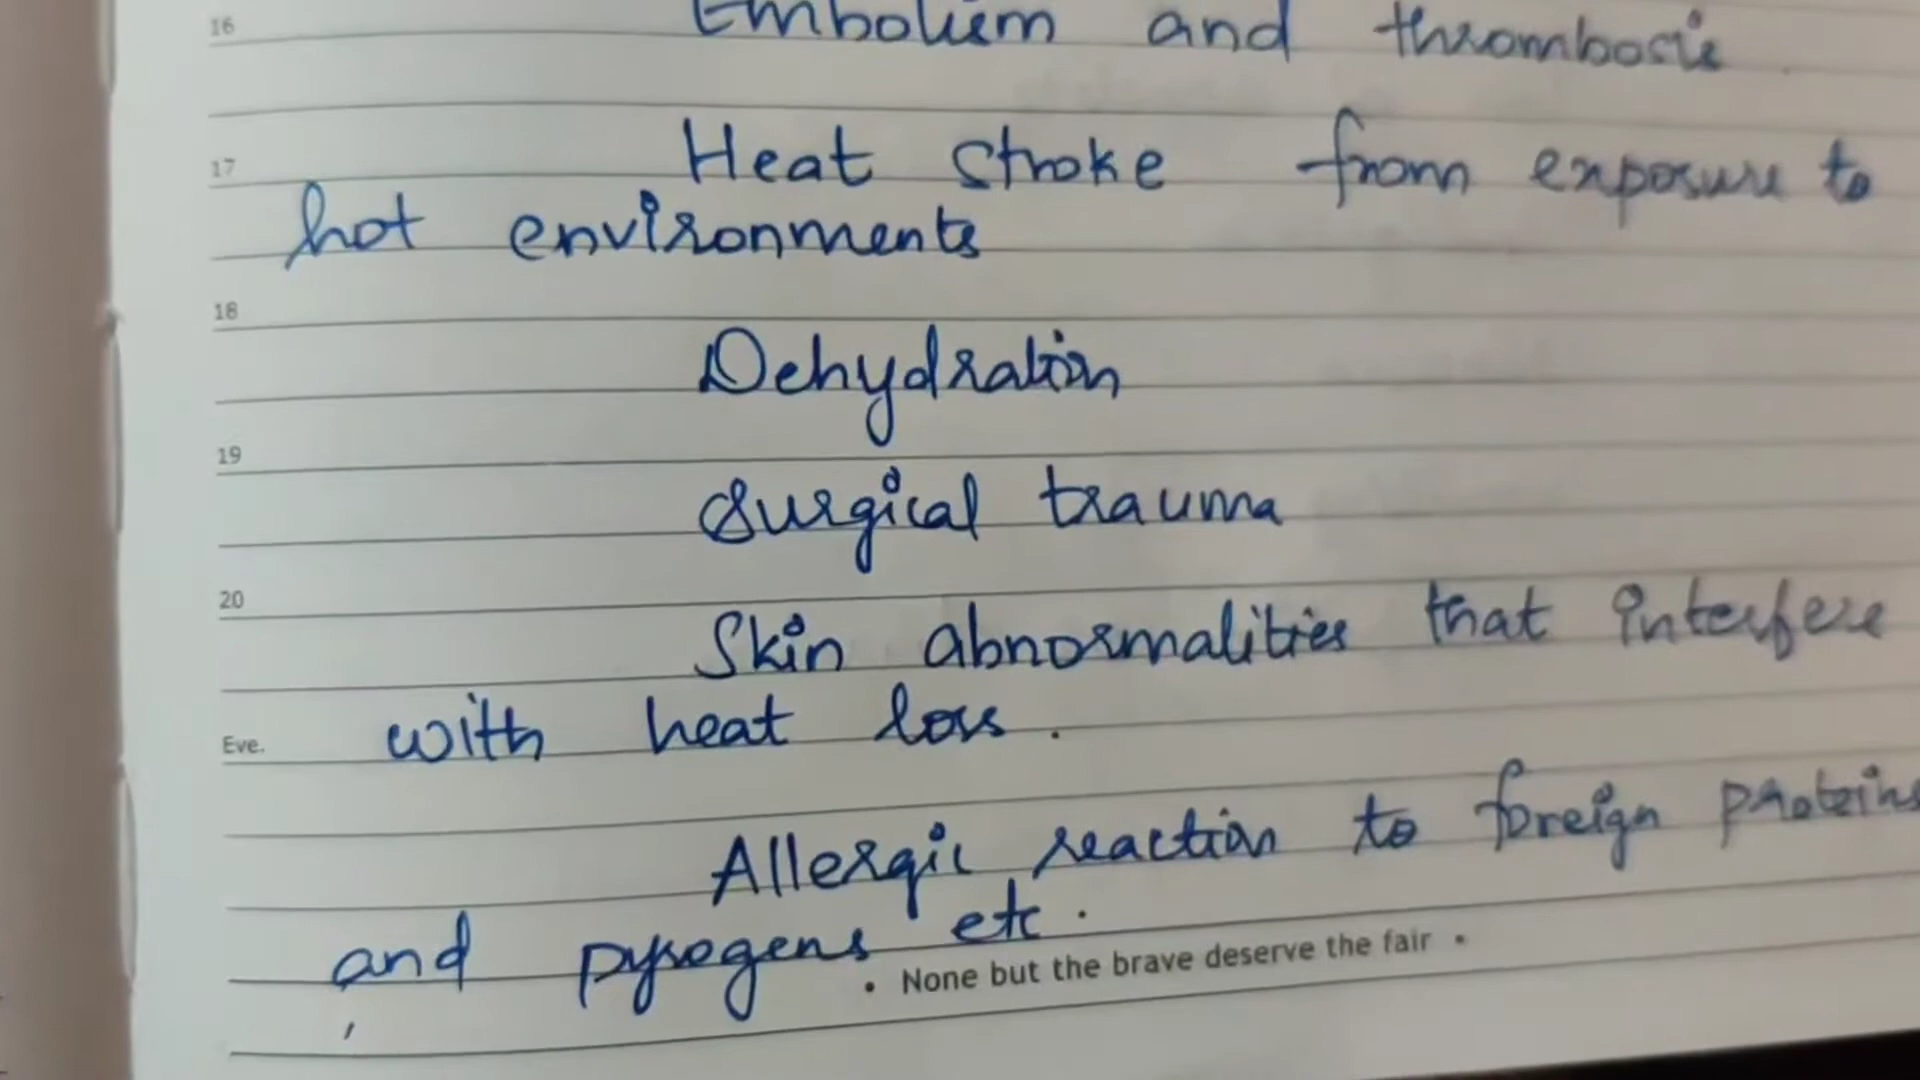 16 Embolism and thrombosis
17 Heat stroke from exposure to
hot environments
18
Dehydration
19
Surgical trauma
20
Skin abnormalities that interfere
Eve. with heat loss.
Allergic reaction to foreign proteins
and pyrogens etc.
• None but the brave deserve the fair •